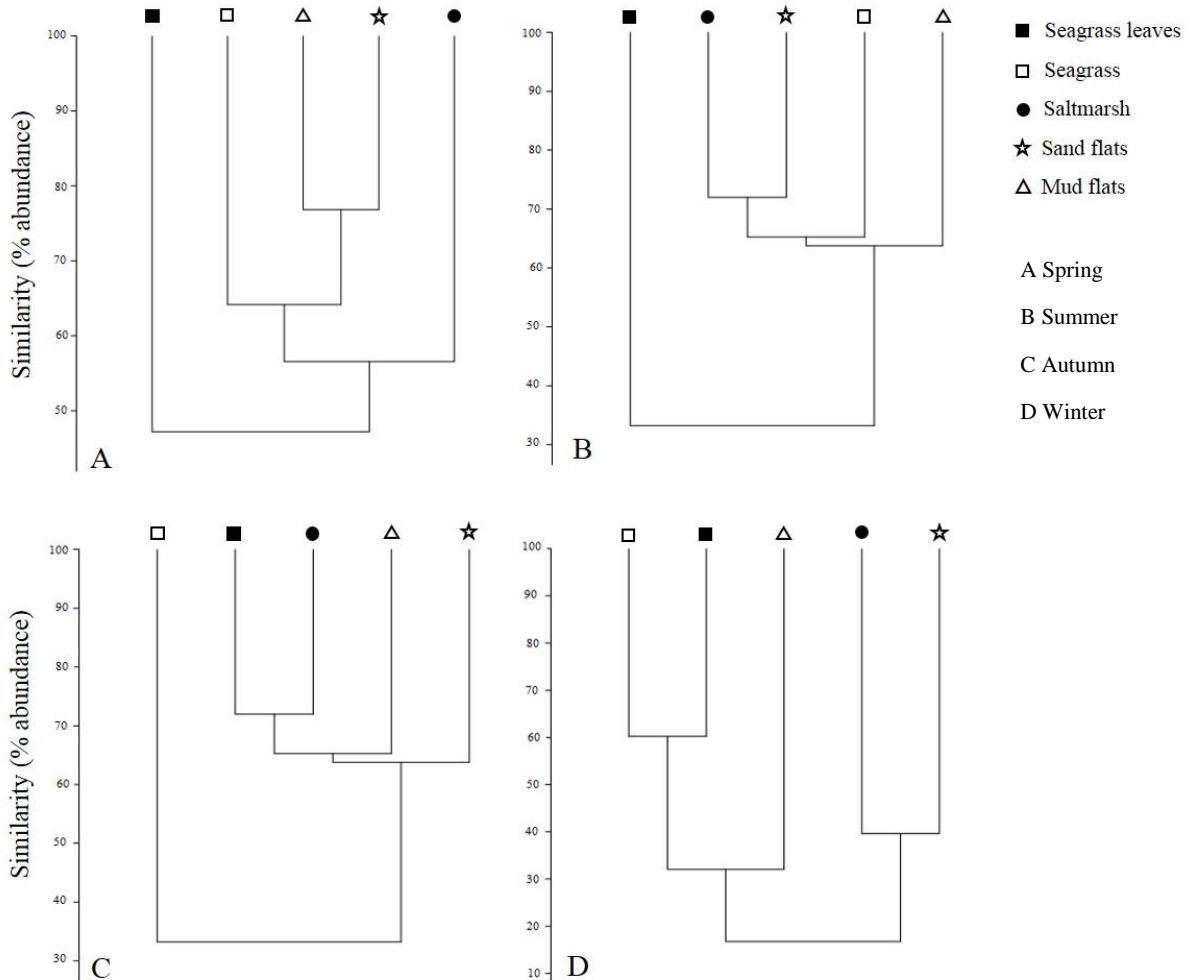 Similarity (% abundance)
100
90
80
70
60
50
A
100
90
80
70
60
50
40
30
B
Seagrass leaves
Seagrass
Saltmarsh
Sand flats
Mud flats
A Spring
B Summer
C Autumn
D Winter
Similarity (% abundance)
100
90
80
70
60
50
40
30
C
100
90
80
70
60
50
40
30
20
10
D